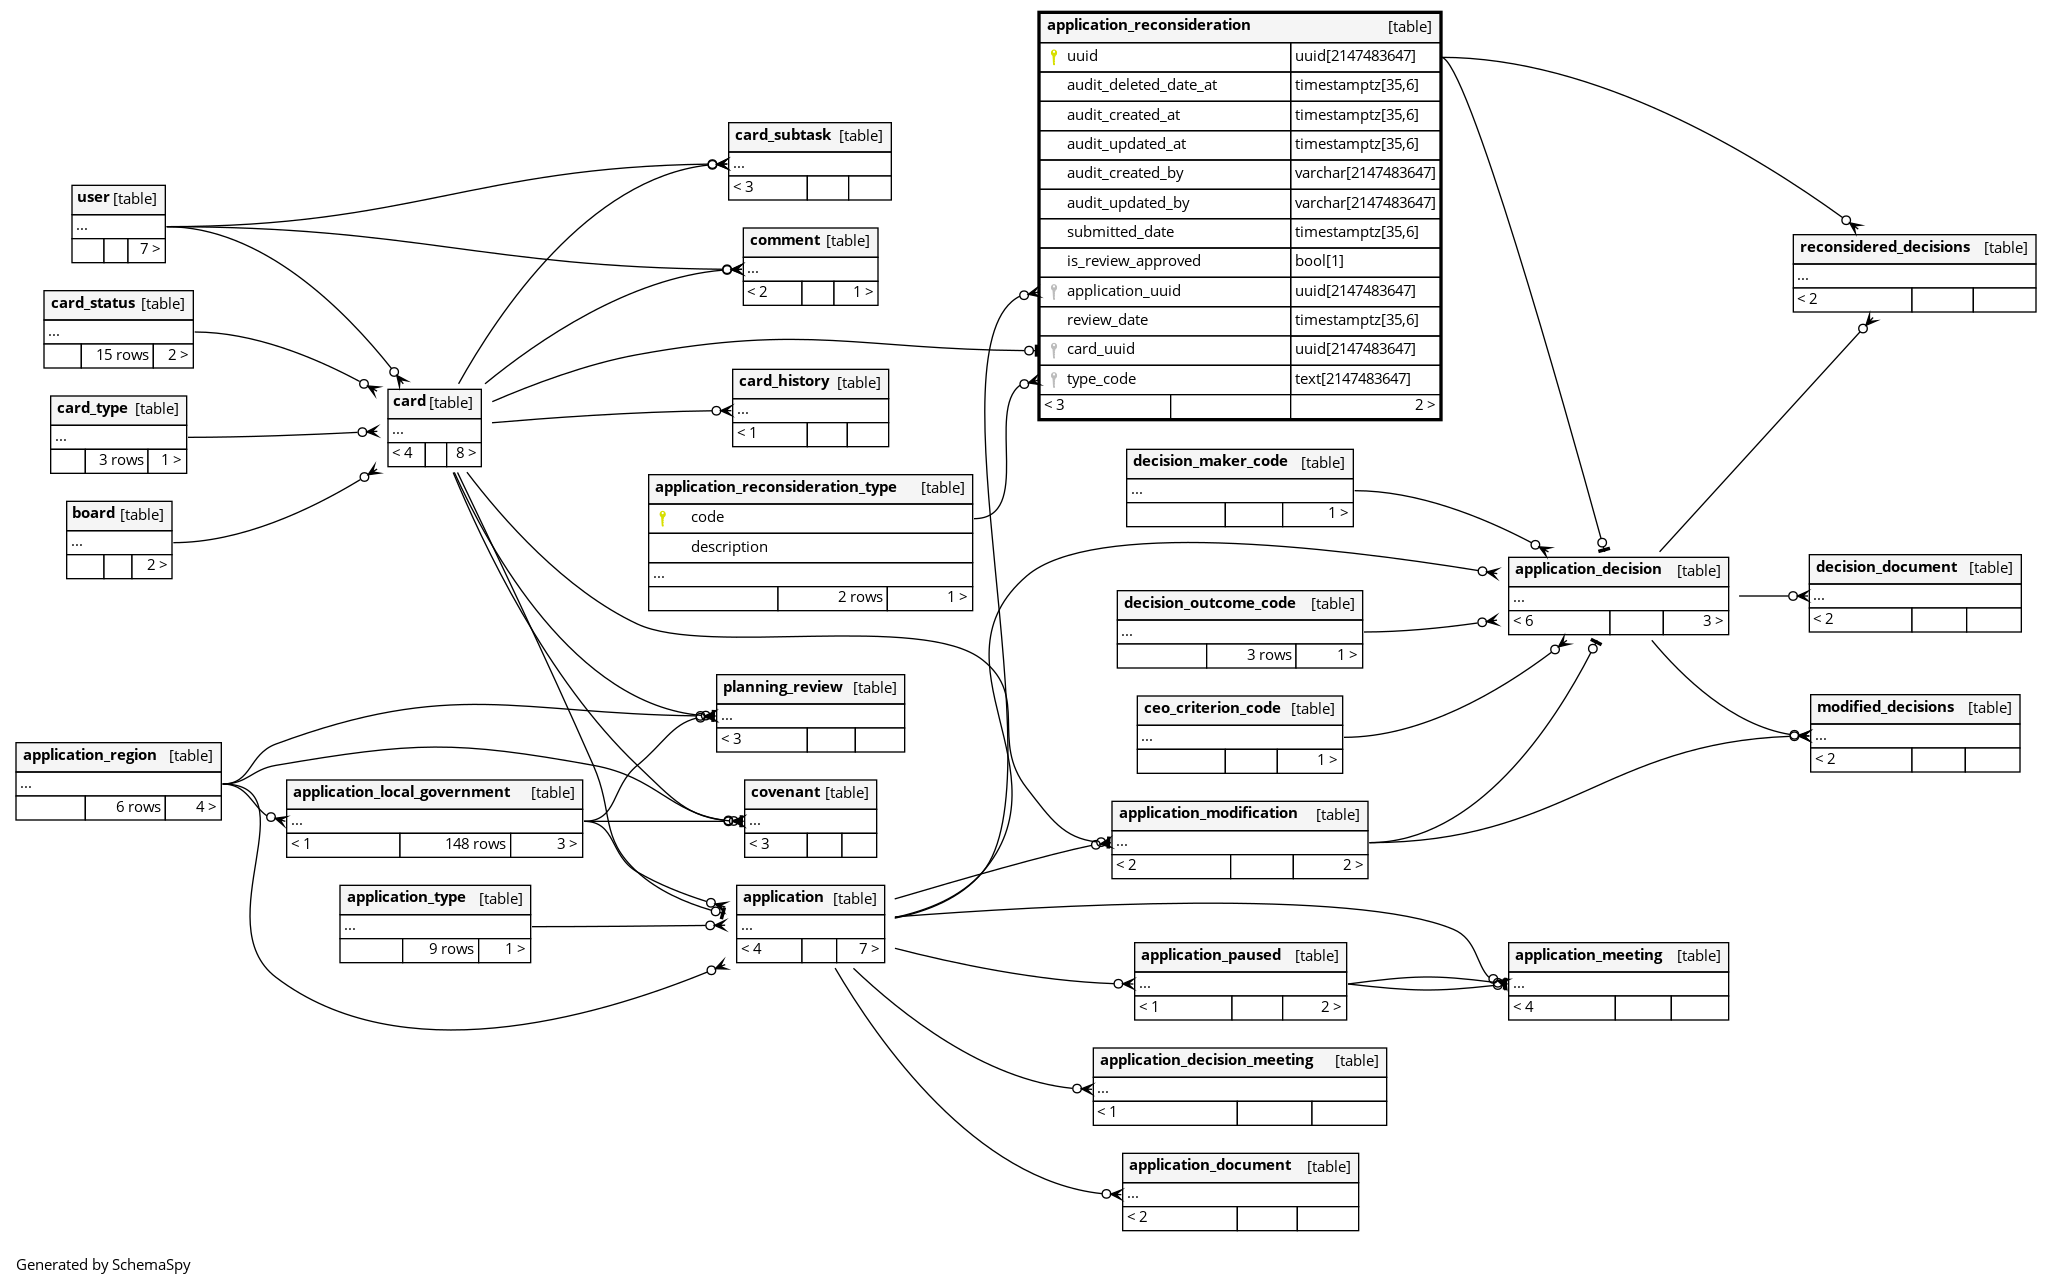 application_reconsideration [table]
uuid uuid[2147483647]
audit_deleted_date_at timestamptz[35,6]
audit_created_at timestamptz[35,6]
audit_updated_at timestamptz[35,6]
audit_created_by varchar[2147483647]
audit_updated_by varchar[2147483647]
submitted_date timestamptz[35,6]
is_review_approved bool[1]
application_uuid uuid[2147483647]
review_date timestamptz[35,6]
card_uuid uuid[2147483647]
type_code text[2147483647]
< 3 2 >
card_subtask [table]
...
< 3
user [table]
...
7 >
comment [table]
...
< 2 1 >
reconsidered_decisions [table]
...
< 2
card_status [table]
...
15 rows 2 >
card_history [table]
...
< 1
card [table]
...
< 4 8 >
card_type [table]
...
3 rows 1 >
board [table]
...
2 >
application_reconsideration_type [table]
code
description
...
2 rows 1 >
decision_maker_code [table]
...
1 >
application_decision [table]
...
< 6 3 >
decision_document [table]
...
< 2
decision_outcome_code [table]
...
3 rows 1 >
planning_review [table]
...
< 3
ceo_criterion_code [table]
...
1 >
modified_decisions [table]
...
< 2
application_region [table]
...
6 rows 4 >
application_local_government [table]
...
< 1 148 rows 3 >
covenant [table]
...
< 3
application_modification [table]
...
< 2 2 >
application_type [table]
...
9 rows 1 >
application [table]
...
< 4 7 >
application_paused [table]
...
< 1 2 >
application_meeting [table]
...
< 4
application_decision_meeting [table]
...
< 1
application_document [table]
...
< 2
Generated by SchemaSpy